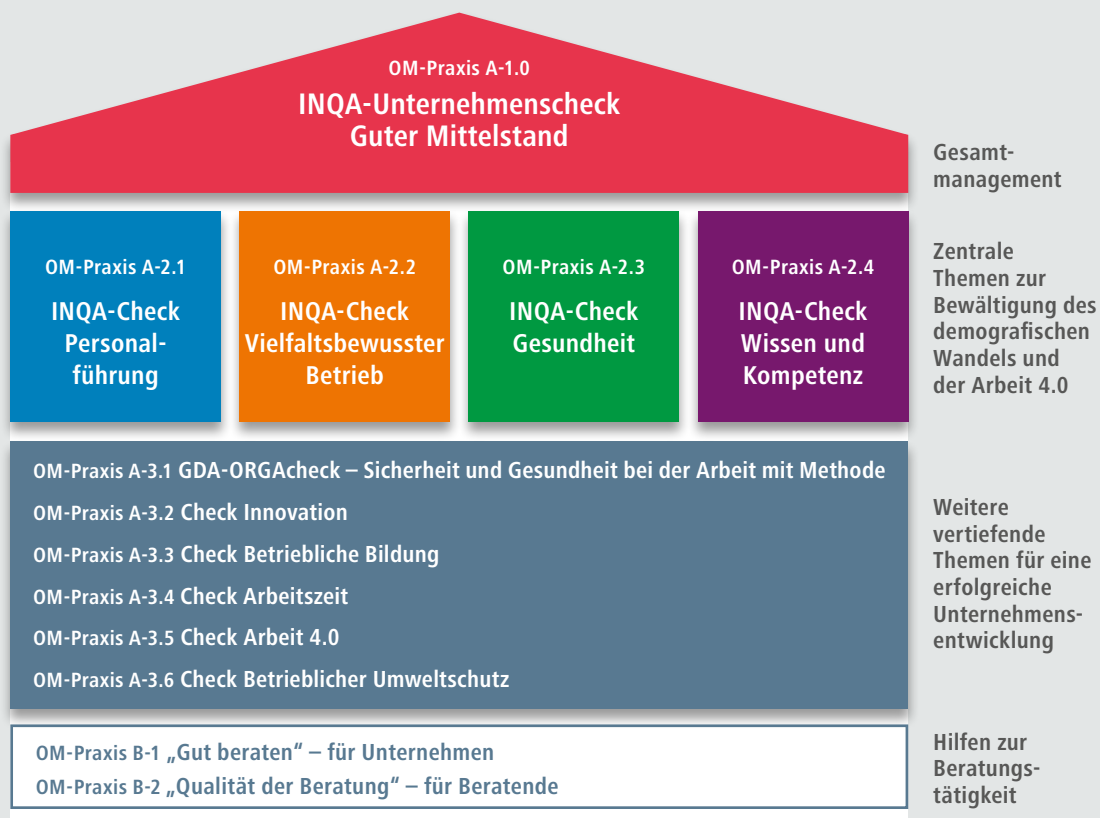 OM-Praxis A-1.0
INQA-Unternehmenscheck
Guter Mittelstand
Gesamt-
management
OM-Praxis A-2.1
INQA-Check
Personal-
führung
OM-Praxis A-2.2
INQA-Check
Vielfaltsbewusster
Betrieb
OM-Praxis A-2.3
INQA-Check
Gesundheit
OM-Praxis A-2.4
INQA-Check
Wissen und
Kompetenz
Zentrale
Themen zur
Bewältigung des
demografischen
Wandels und
der Arbeit 4.0
OM-Praxis A-3.1 GDA-ORGAcheck – Sicherheit und Gesundheit bei der Arbeit mit Methode
OM-Praxis A-3.2 Check Innovation
OM-Praxis A-3.3 Check Betriebliche Bildung
OM-Praxis A-3.4 Check Arbeitszeit
OM-Praxis A-3.5 Check Arbeit 4.0
OM-Praxis A-3.6 Check Betrieblicher Umweltschutz
Weitere
vertiefende
Themen für eine
erfolgreiche
Unternehmens-
entwicklung
OM-Praxis B-1 „Gut beraten“ – für Unternehmen
OM-Praxis B-2 „Qualität der Beratung“ – für Beratende
Hilfen zur
Beratungs-
tätigkeit